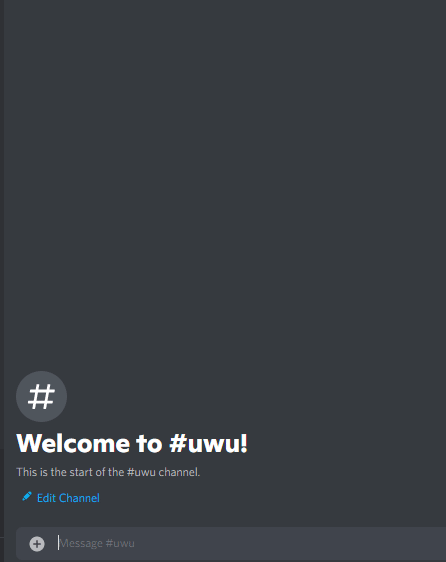 #
Welcome to #uwu!
This is the start of the #uwu channel.
Edit Channel
Message #uwu